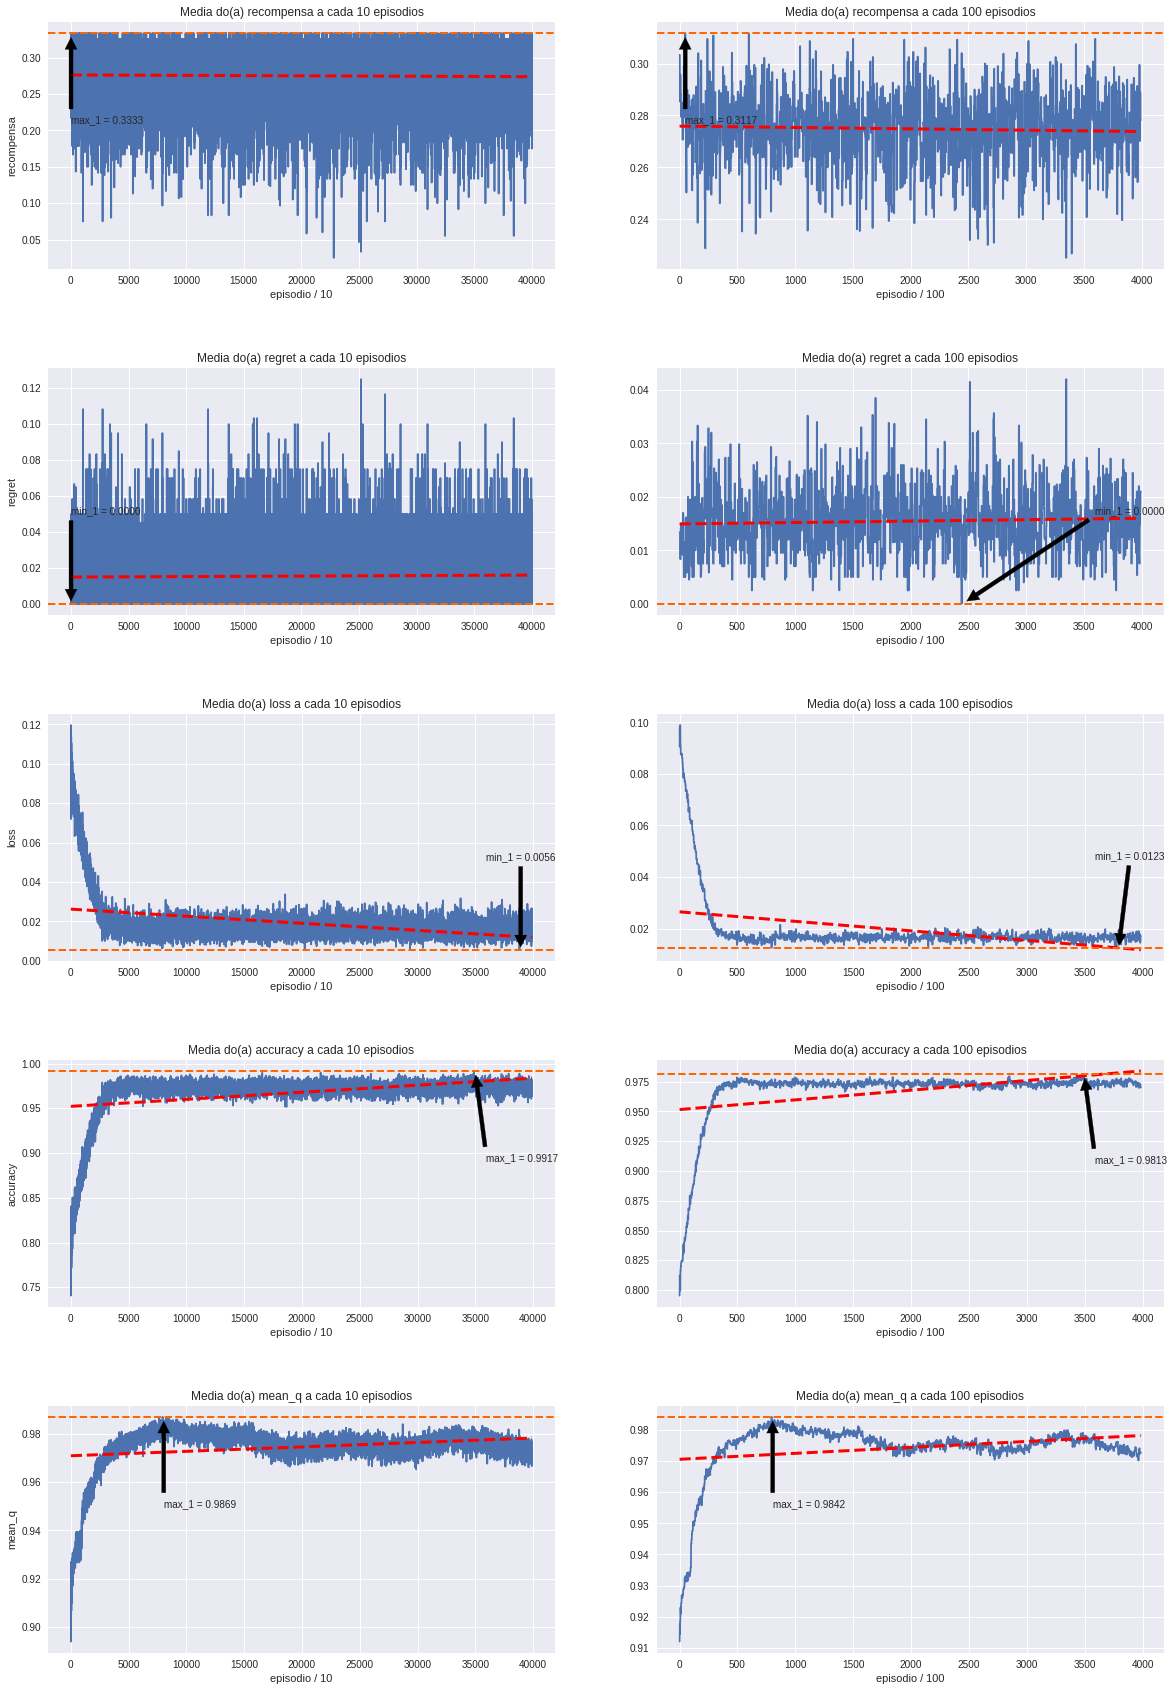 Media do(a) recompensa a cada 10 episodios
recompensa
0.30
0.25
0.20
0.15
0.10
0.05
max_1 = 0.3333
0 5000 10000 15000 20000 25000 30000 35000 40000
episodio / 10
Media do(a) recompensa a cada 100 episodios
0.30
0.28
0.26
0.24
max_1 = 0.3117
0 500 1000 1500 2000 2500 3000 3500 4000
episodio / 100
Media do(a) regret a cada 10 episodios
regret
0.12
0.10
0.08
0.06
0.04
0.02
0.00
min_1 = 0.0000
0 5000 10000 15000 20000 25000 30000 35000 40000
episodio / 10
Media do(a) regret a cada 100 episodios
0.04
0.03
0.02
0.01
0.00
min_1 = 0.0000
0 500 1000 1500 2000 2500 3000 3500 4000
episodio / 100
Media do(a) loss a cada 10 episodios
loss
0.12
0.10
0.08
0.06
0.04
0.02
0.00
min_1 = 0.0056
0 5000 10000 15000 20000 25000 30000 35000 40000
episodio / 10
Media do(a) loss a cada 100 episodios
0.10
0.08
0.06
0.04
0.02
min_1 = 0.0123
0 500 1000 1500 2000 2500 3000 3500 4000
episodio / 100
Media do(a) accuracy a cada 10 episodios
accuracy
1.00
0.95
0.90
0.85
0.80
0.75
max_1 = 0.9917
0 5000 10000 15000 20000 25000 30000 35000 40000
episodio / 10
Media do(a) accuracy a cada 100 episodios
0.975
0.950
0.925
0.900
0.875
0.850
0.825
0.800
max_1 = 0.9813
0 500 1000 1500 2000 2500 3000 3500 4000
episodio / 100
Media do(a) mean_q a cada 10 episodios
mean_q
0.98
0.96
0.94
0.92
0.90
max_1 = 0.9869
0 5000 10000 15000 20000 25000 30000 35000 40000
episodio / 10
Media do(a) mean_q a cada 100 episodios
0.98
0.97
0.96
0.95
0.94
0.93
0.92
0.91
max_1 = 0.9842
0 500 1000 1500 2000 2500 3000 3500 4000
episodio / 100